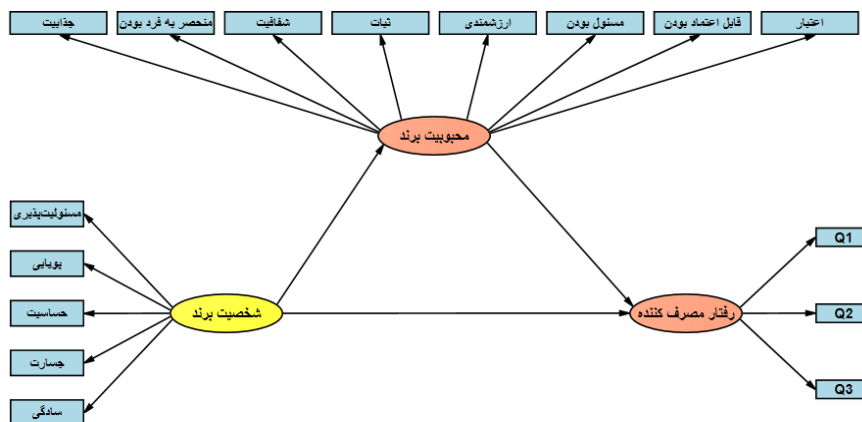 جذابیت
منحصر به فرد بودن
شفافیت
ثبات
ارزشمندی
مسئول بودن
قابل اعتماد بودن
اعتبار
محبوبیت برند
مسئولیت‌پذیری
پویایی
حساسیت
جسارت
سادگی
شخصیت برند
رفتار مصرف کننده
Q1
Q2
Q3